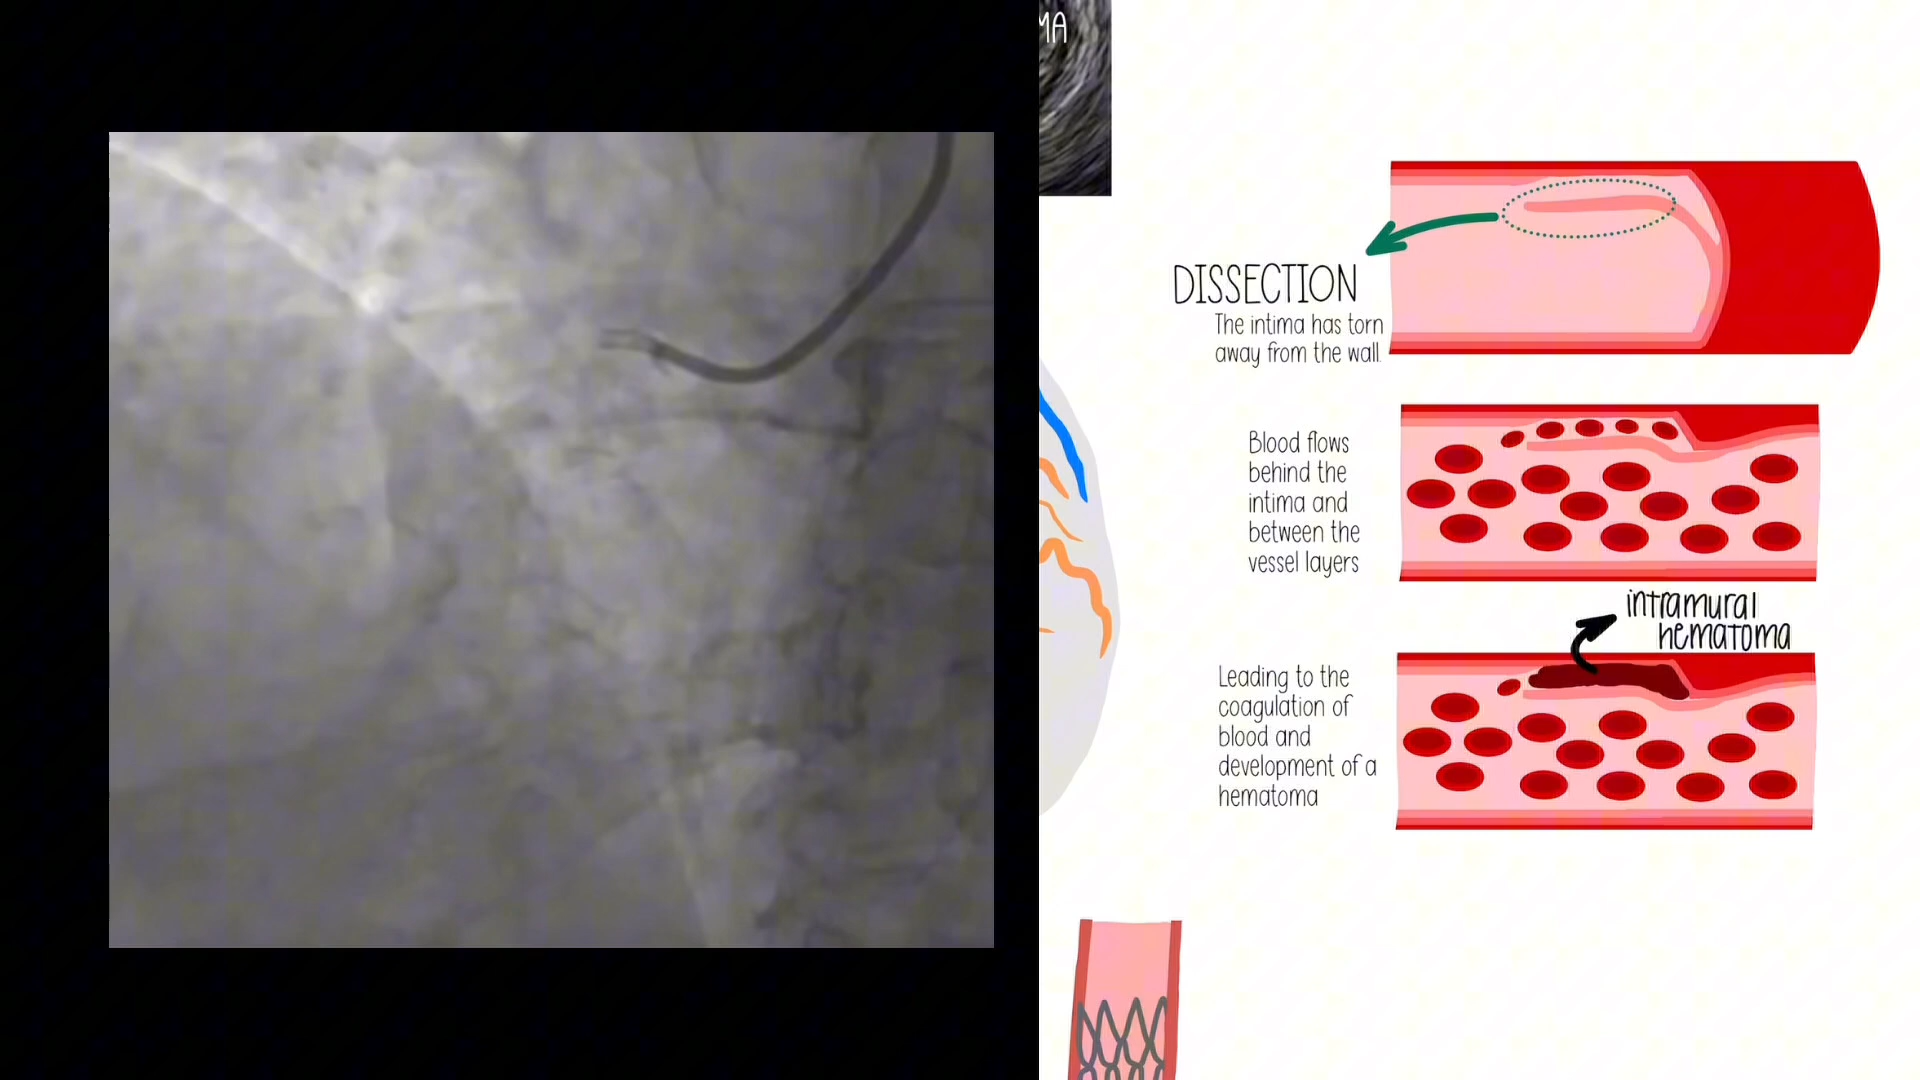 DISSECTION
The intima has torn
away from the wall.
Blood flows
behind the
intima and
between the
vessel layers
intramural
hematoma
Leading to the
coagulation of
blood and
development of a
hematoma